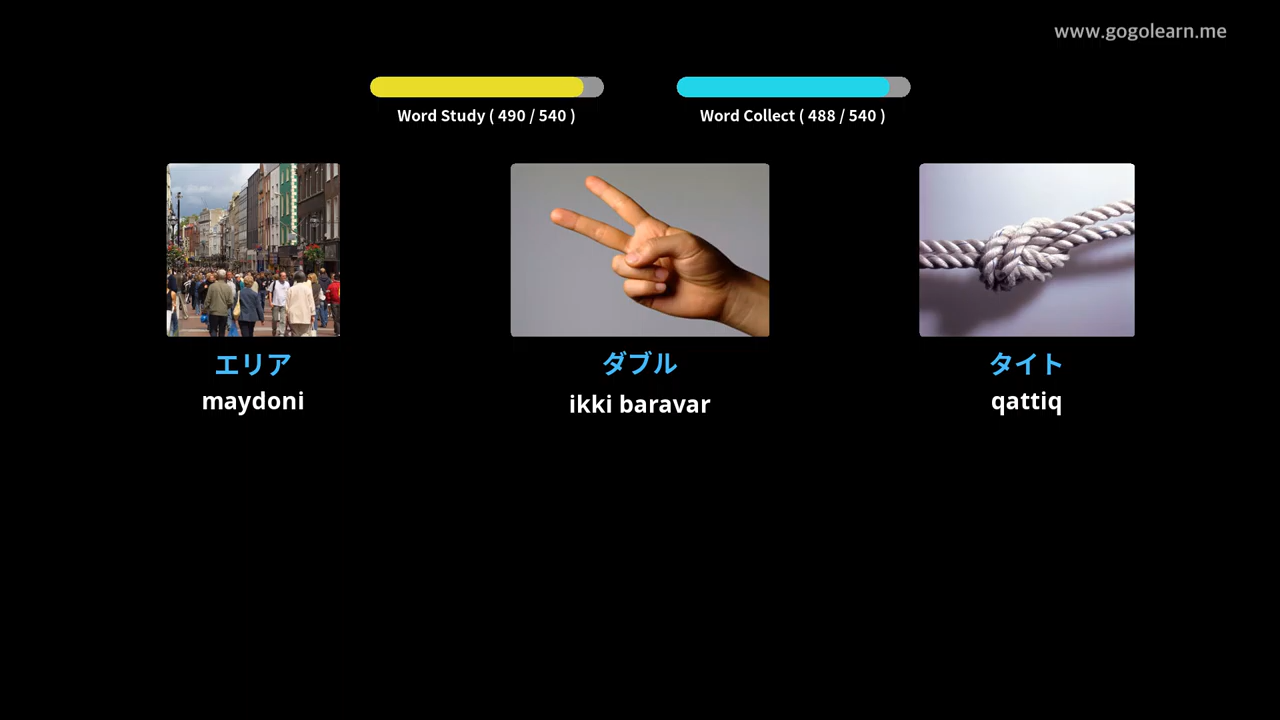 www.gogolearn.me
Word Study ( 490 / 540 )
Word Collect ( 488 / 540 )
エリア
ダブル
タイト
maydoni
ikki baravar
qattiq